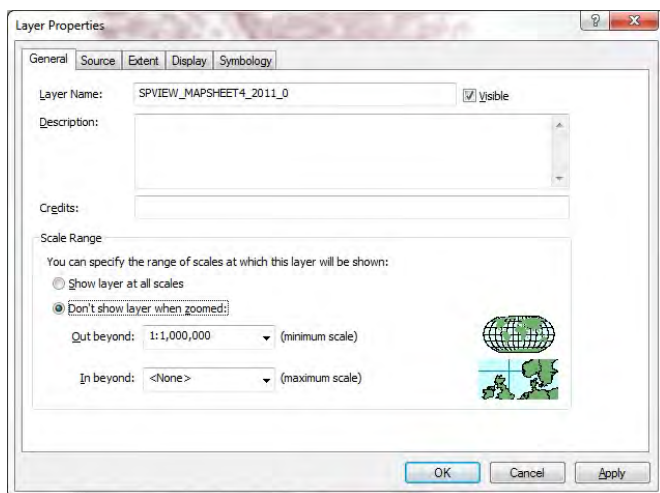 Layer Properties
General Source Extent Display Symbology
Layer Name: SPVIEW_MAPSHEET4_2011_0 Visible
Description:
Credits:
Scale Range
You can specify the range of scales at which this layer will be shown:
Show layer at all scales
Don't show layer when zoomed:
Out beyond: 1:1,000,000 (minimum scale)
In beyond: <None> (maximum scale)
OK Cancel Apply